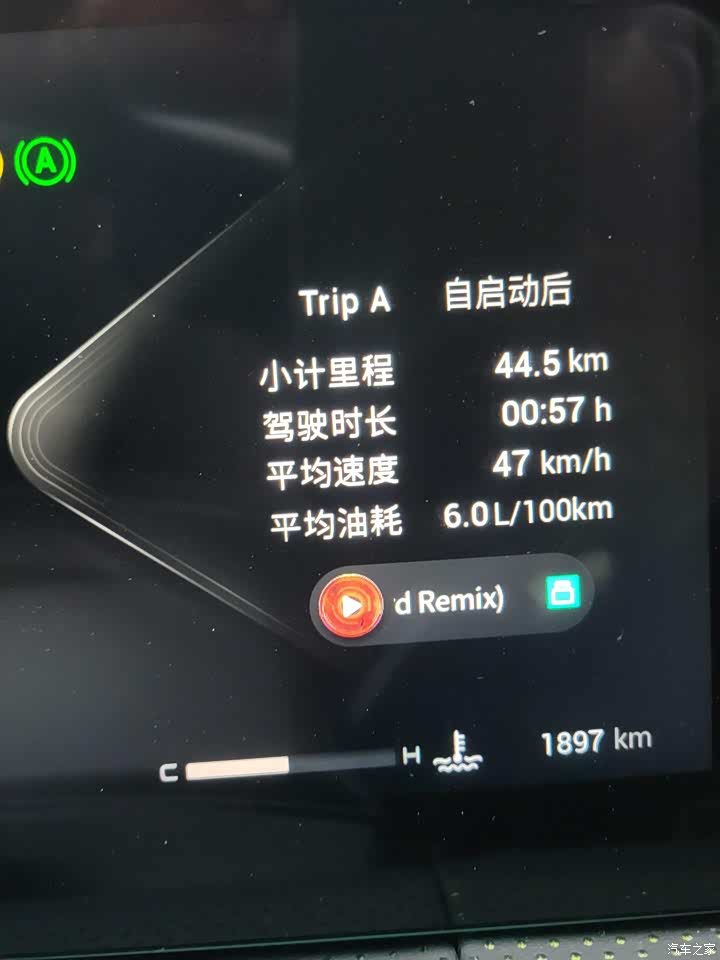 A
Trip A 自启动后
小计里程 44.5 km
驾驶时长 00:57 h
平均速度 47 km/h
平均油耗 6.0 L/100km
d Remix)
C H 1897 km
汽车之家